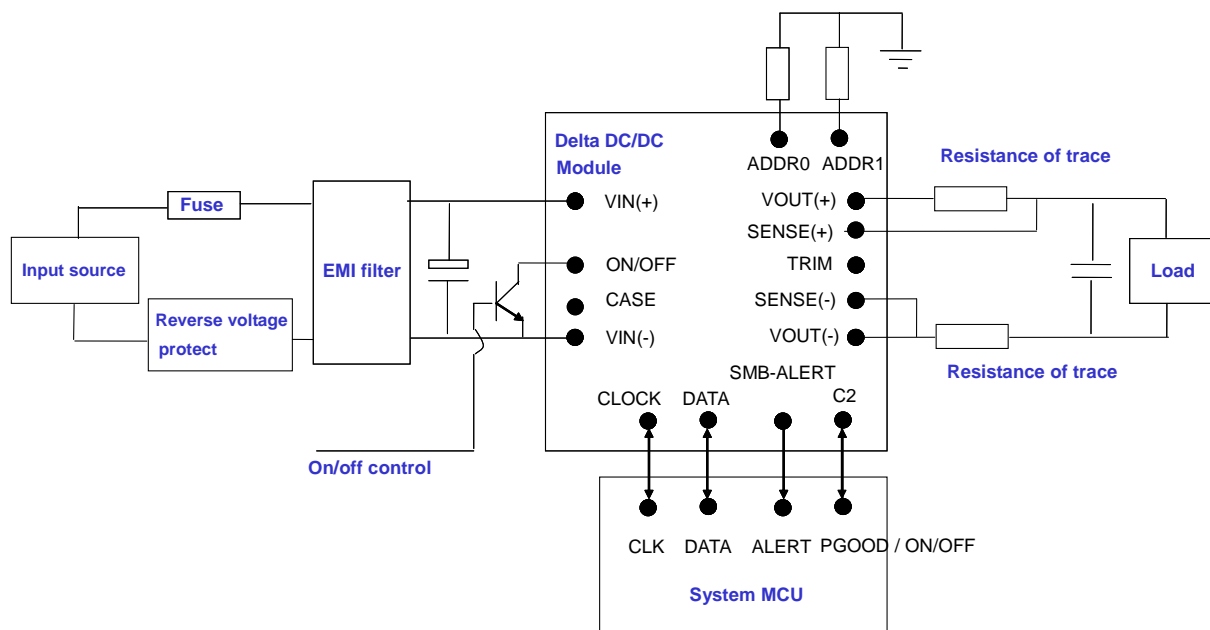 Delta DC/DC
Module
ADDR0 ADDR1
Resistance of trace
Fuse
VIN(+)
VOUT(+)
SENSE(+)
Input source
EMI filter
ON/OFF
TRIM
Load
CASE
SENSE(-)
Reverse voltage
protect
VIN(-)
VOUT(-)
SMB-ALERT
Resistance of trace
CLOCK DATA C2
On/off control
CLK DATA ALERT PGOOD / ON/OFF
System MCU